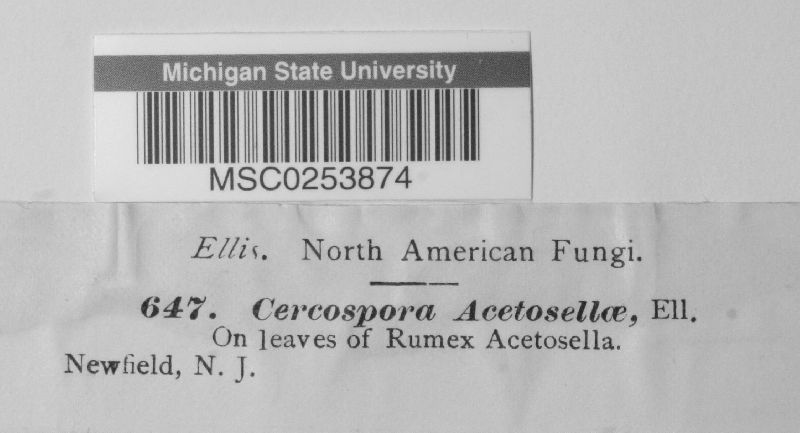 Michigan State University
MSC0253874
Ellis. North American Fungi.
647. Cercospora Acetosellæ, Ell.
On leaves of Rumex Acetosella.
Newfield, N. J.